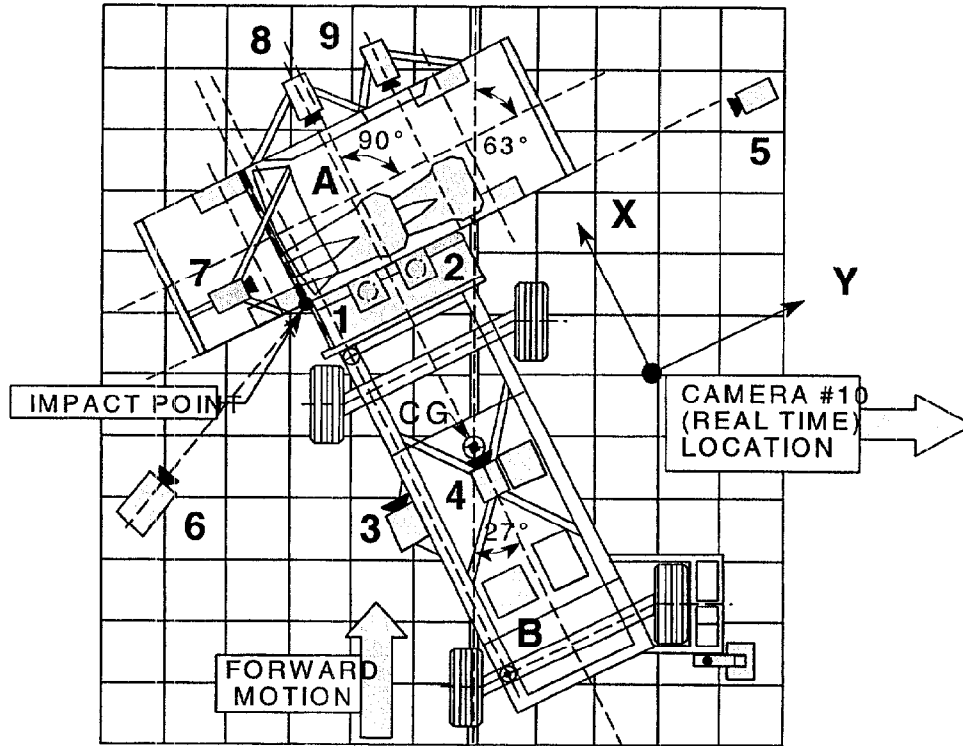 8
9
90°
63°
5
A
X
7
2
Y
1
IMPACT POINT
CG
CAMERA #10
(REAL TIME)
LOCATION
6
3
4
27°
B
FORWARD
MOTION